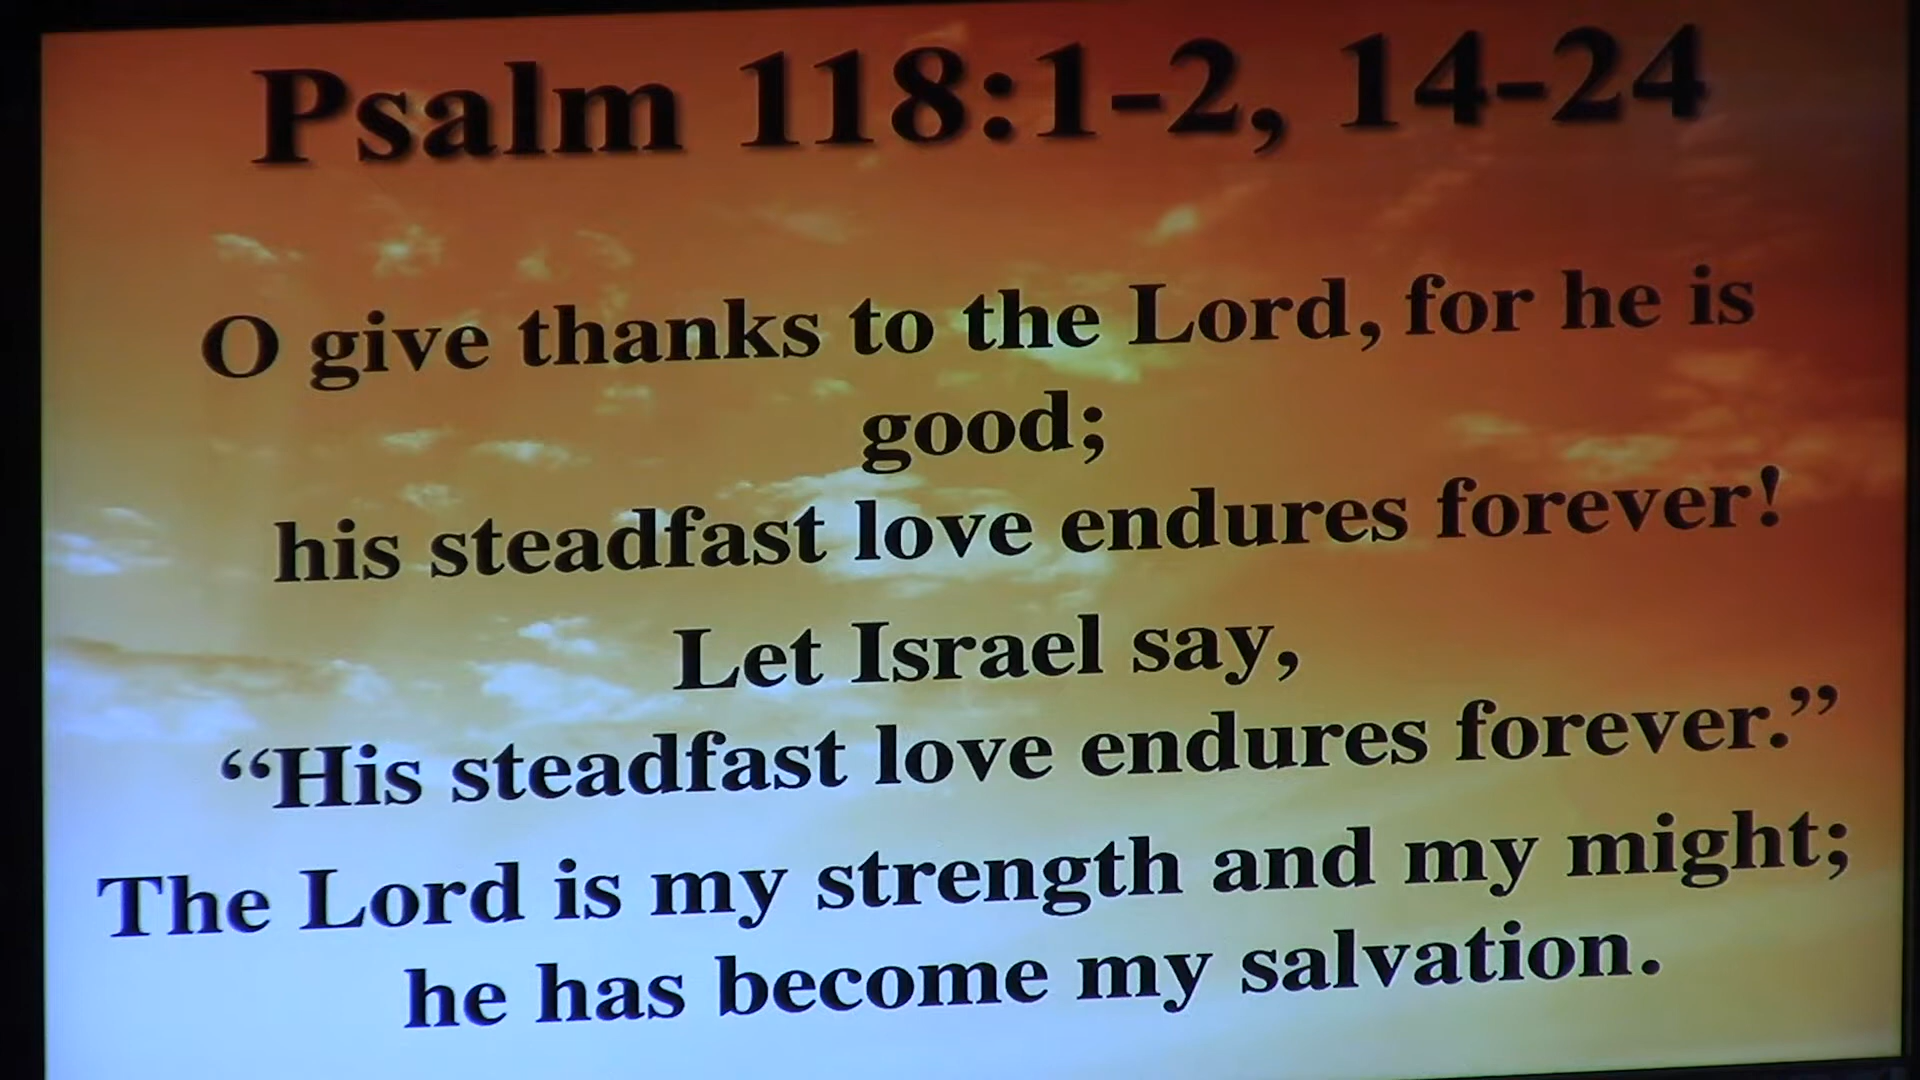 Psalm 118:1-2, 14-24
O give thanks to the Lord, for he is
good;
his steadfast love endures forever!
Let Israel say,
“His steadfast love endures forever.”
The Lord is my strength and my might;
he has become my salvation.